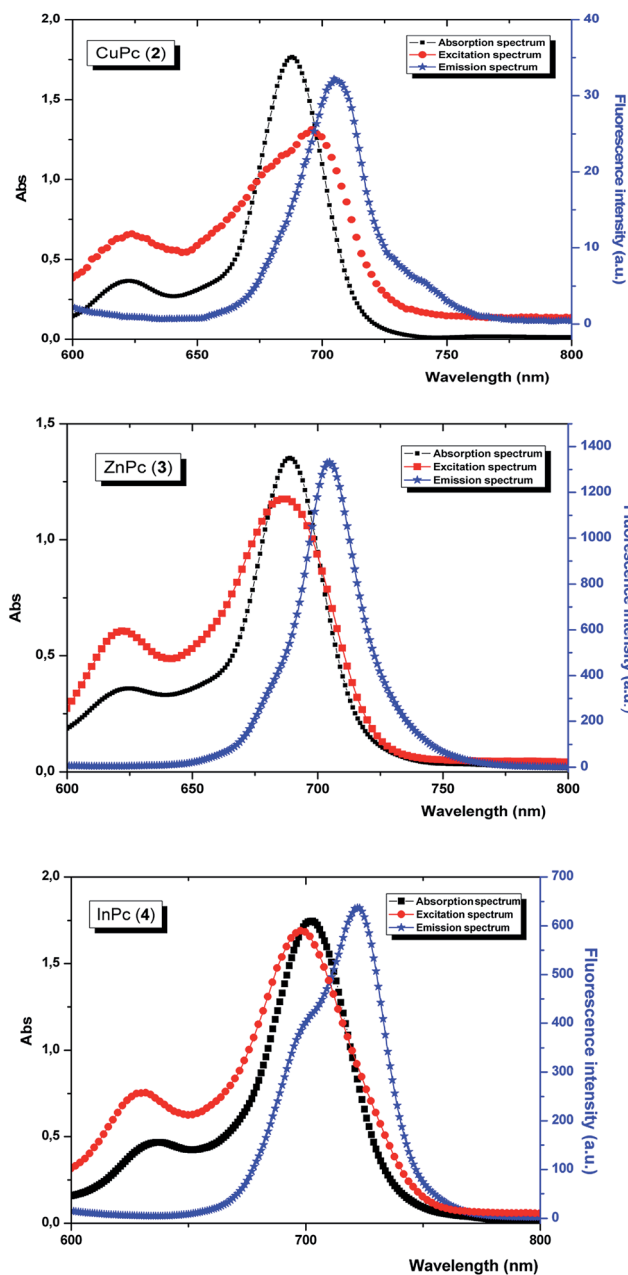 CuPc (2)
Absorption spectrum
Excitation spectrum
Emission spectrum
2,0
1,5
1,0
0,5
0,0
Abs
40
30
20
10
0
Fluorescence intensity (a.u.)
600 650 700 750 800
Wavelength (nm)
ZnPc (3)
Absorption spectrum
Excitation spectrum
Emission spectrum
1,5
1,0
0,5
0,0
Abs
1400
1200
1000
800
600
400
200
0
Fluorescence intensity (a.u.)
600 650 700 750 800
Wavelength (nm)
InPc (4)
Absorption spectrum
Excitation spectrum
Emission spectrum
2,0
1,5
1,0
0,5
0,0
Abs
700
600
500
400
300
200
100
0
Fluorescence intensity (a.u.)
600 700 800
Wavelength (nm)